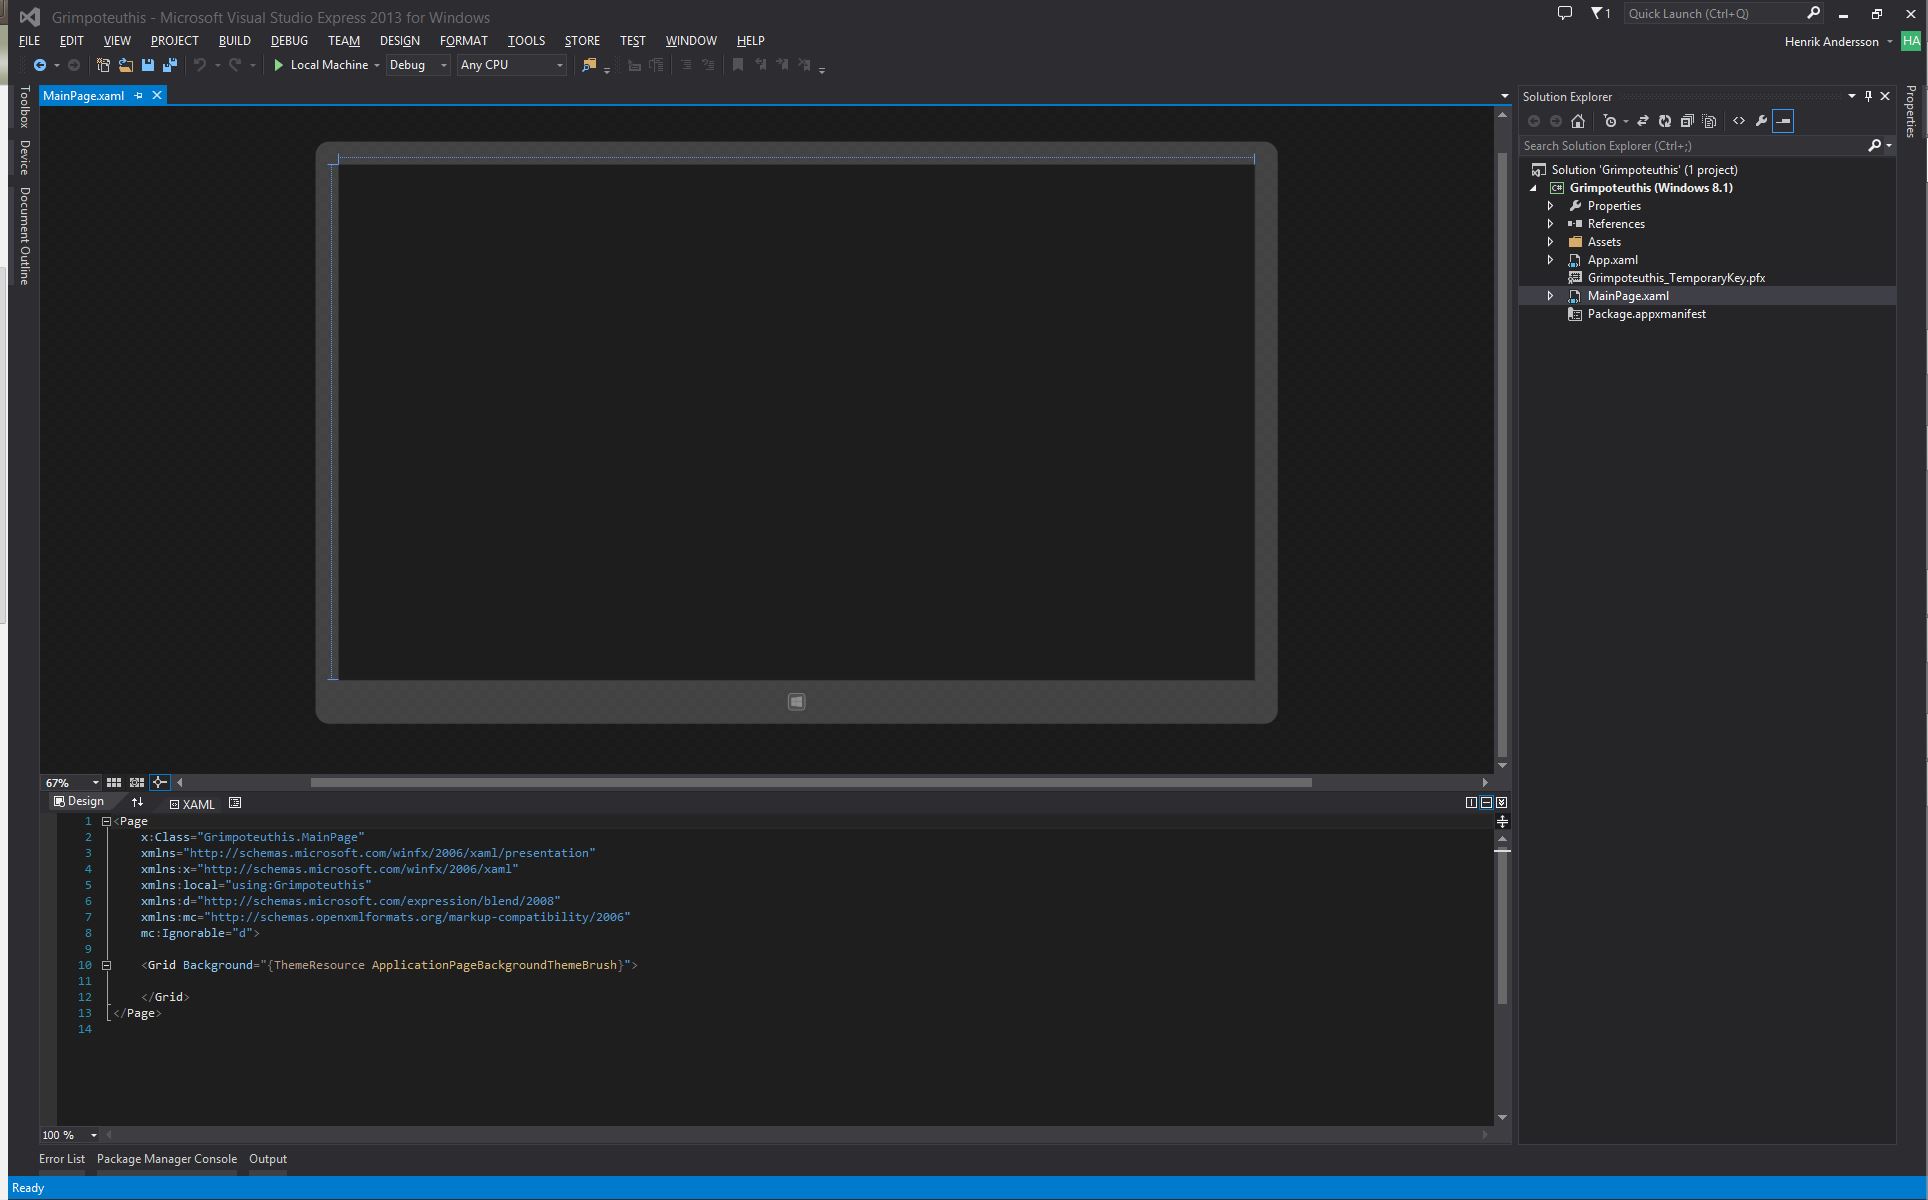 Grimpoteuthis - Microsoft Visual Studio Express 2013 for Windows
1
Quick Launch (Ctrl+Q)
FILE EDIT VIEW PROJECT BUILD DEBUG TEAM DESIGN FORMAT TOOLS STORE TEST WINDOW HELP
Henrik Andersson HA
Local Machine Debug Any CPU
Toolbox
Device
Document Outline
MainPage.xaml
67%
Design XAML
1 <Page
2 x:Class="Grimpoteuthis.MainPage"
3 xmlns="http://schemas.microsoft.com/winfx/2006/xaml/presentation"
4 xmlns:x="http://schemas.microsoft.com/winfx/2006/xaml"
5 xmlns:local="using:Grimpoteuthis"
6 xmlns:d="http://schemas.microsoft.com/expression/blend/2008"
7 xmlns:mc="http://schemas.openxmlformats.org/markup-compatibility/2006"
8 mc:Ignorable="d">
9
10 <Grid Background="{ThemeResource ApplicationPageBackgroundThemeBrush}">
11
12 </Grid>
13 </Page>
14
100 %
Solution Explorer
Search Solution Explorer (Ctrl+;)
Solution 'Grimpoteuthis' (1 project)
C# Grimpoteuthis (Windows 8.1)
Properties
References
Assets
App.xaml
Grimpoteuthis_TemporaryKey.pfx
MainPage.xaml
Package.appxmanifest
Properties
Error List Package Manager Console Output
Ready